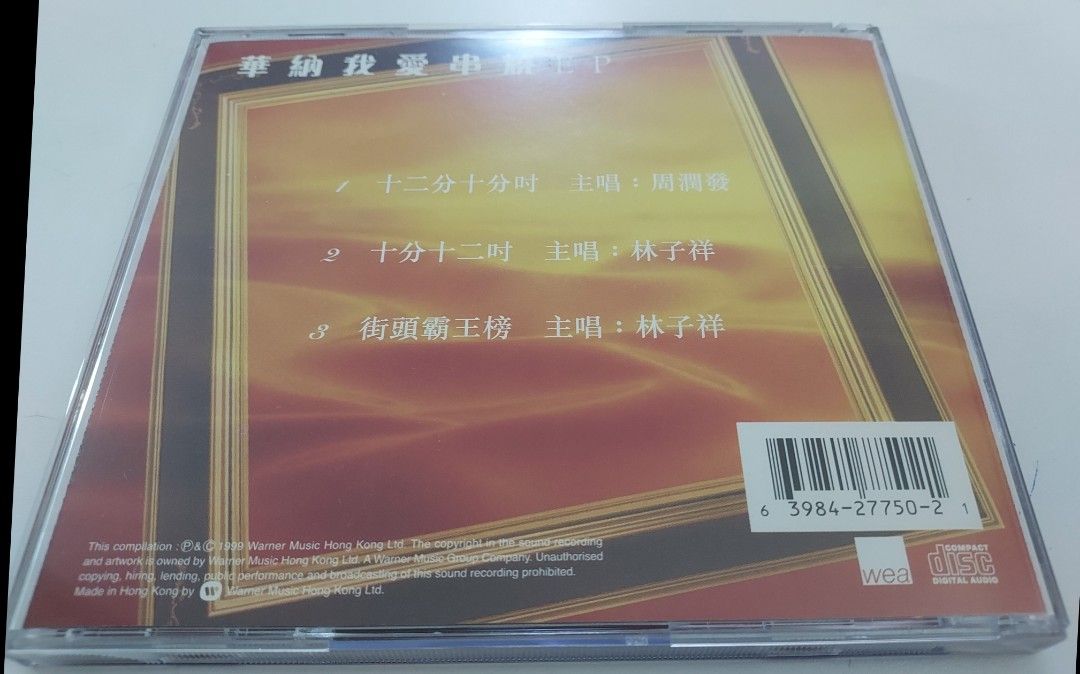 華納我愛串燒EP
1 十二分十分吋 主唱：周潤發
2 十分十二吋 主唱：林子祥
3 街頭霸王榜 主唱：林子祥
6 3984-27750-2 1
This compilation : ℗&© 1999 Warner Music Hong Kong Ltd. The copyright in the sound recording
and artwork is owned by Warner Music Hong Kong Ltd. A Warner Music Group Company. Unauthorised
copying, hiring, lending, public performance and broadcasting of this sound recording prohibited.
Made in Hong Kong by Warner Music Hong Kong Ltd.
wea
COMPACT
disc
DIGITAL AUDIO